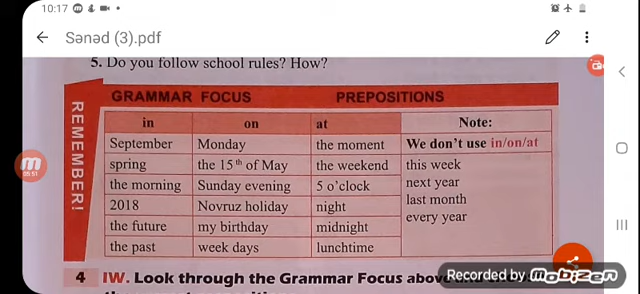 10:17
Sənəd (3).pdf
5. Do you follow school rules? How?
GRAMMAR FOCUS PREPOSITIONS
REMEMBER!
in on at Note:
September Monday the moment We don't use in/on/at
spring the 15th of May the weekend this week
the morning Sunday evening 5 o'clock next year
2018 Novruz holiday night last month
the future my birthday midnight every year
the past week days lunchtime
05:51
4 IW. Look through the Grammar Focus above
Recorded by mobizen